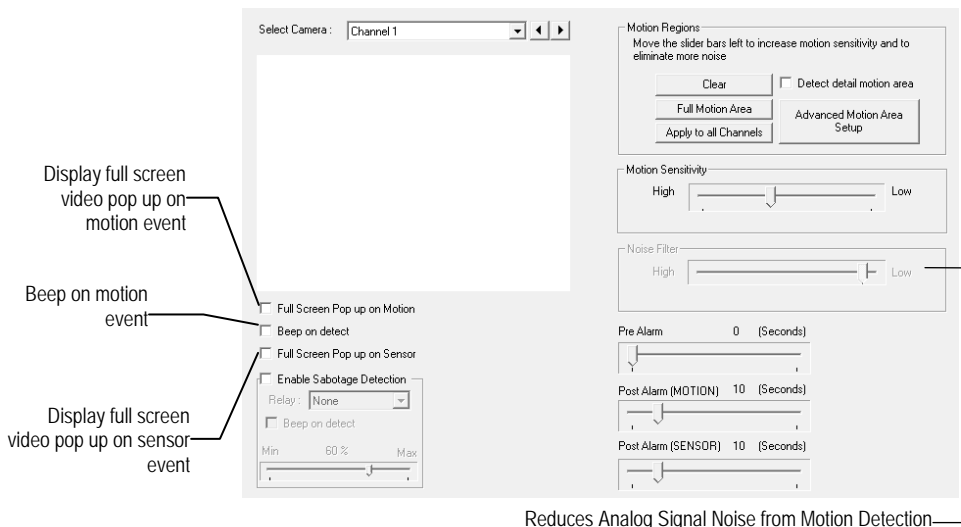 Select Camera :
Channel 1
Display full screen
video pop up on
motion event
Beep on motion
event
Display full screen
video pop up on sensor
event
Full Screen Pop up on Motion
Beep on detect
Full Screen Pop up on Sensor
Enable Sabotage Detection
Relay :
None
Beep on detect
Min
60 %
Max
Motion Regions
Move the slider bars left to increase motion sensitivity and to
eliminate more noise
Clear
Detect detail motion area
Full Motion Area
Advanced Motion Area
Setup
Apply to all Channels
Motion Sensitivity
High
Low
Noise Filter
High
Low
Pre Alarm 0 (Seconds)
Post Alarm (MOTION) 10 (Seconds)
Post Alarm (SENSOR) 10 (Seconds)
Reduces Analog Signal Noise from Motion Detection